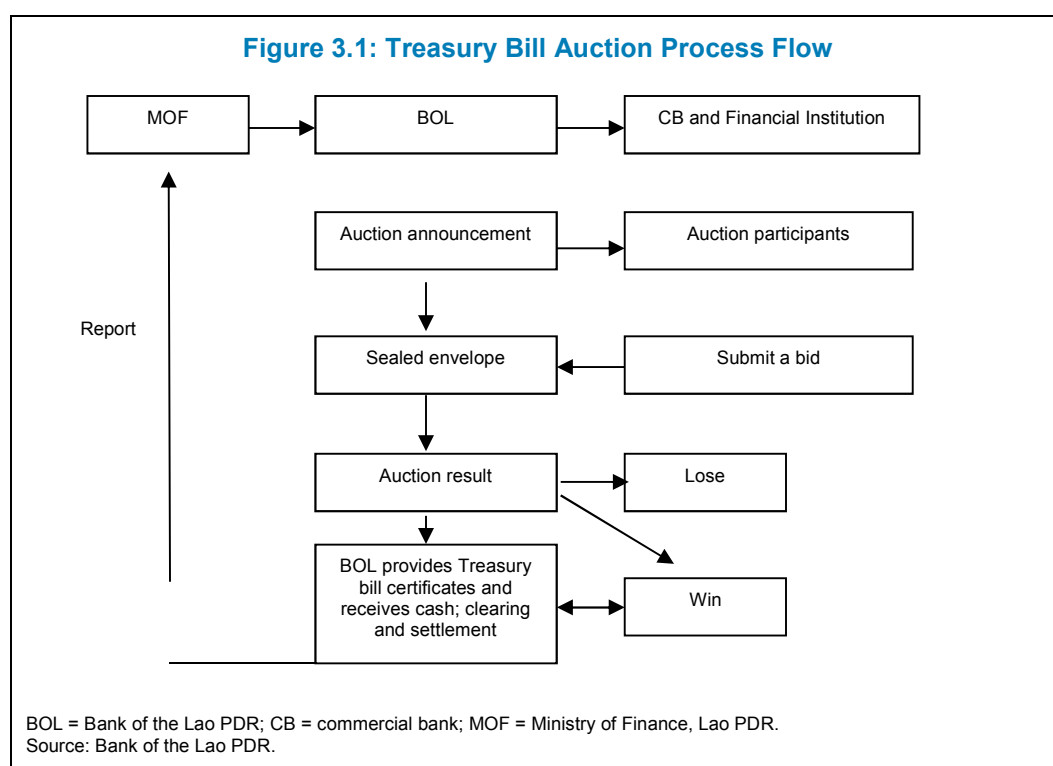 Figure 3.1: Treasury Bill Auction Process Flow
MOF
BOL
CB and Financial Institution
Auction announcement
Auction participants
Report
Sealed envelope
Submit a bid
Auction result
Lose
BOL provides Treasury
bill certificates and
receives cash; clearing
and settlement
Win
BOL = Bank of the Lao PDR; CB = commercial bank; MOF = Ministry of Finance, Lao PDR.
Source: Bank of the Lao PDR.